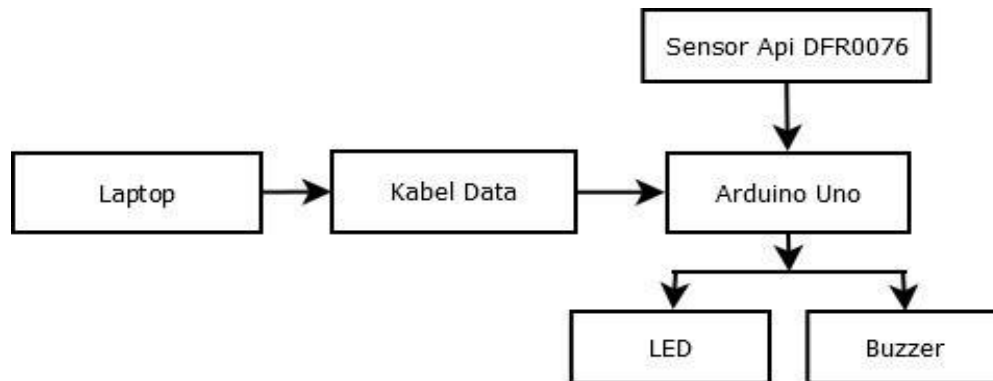 Sensor Api DFR0076
Laptop
Kabel Data
Arduino Uno
LED
Buzzer